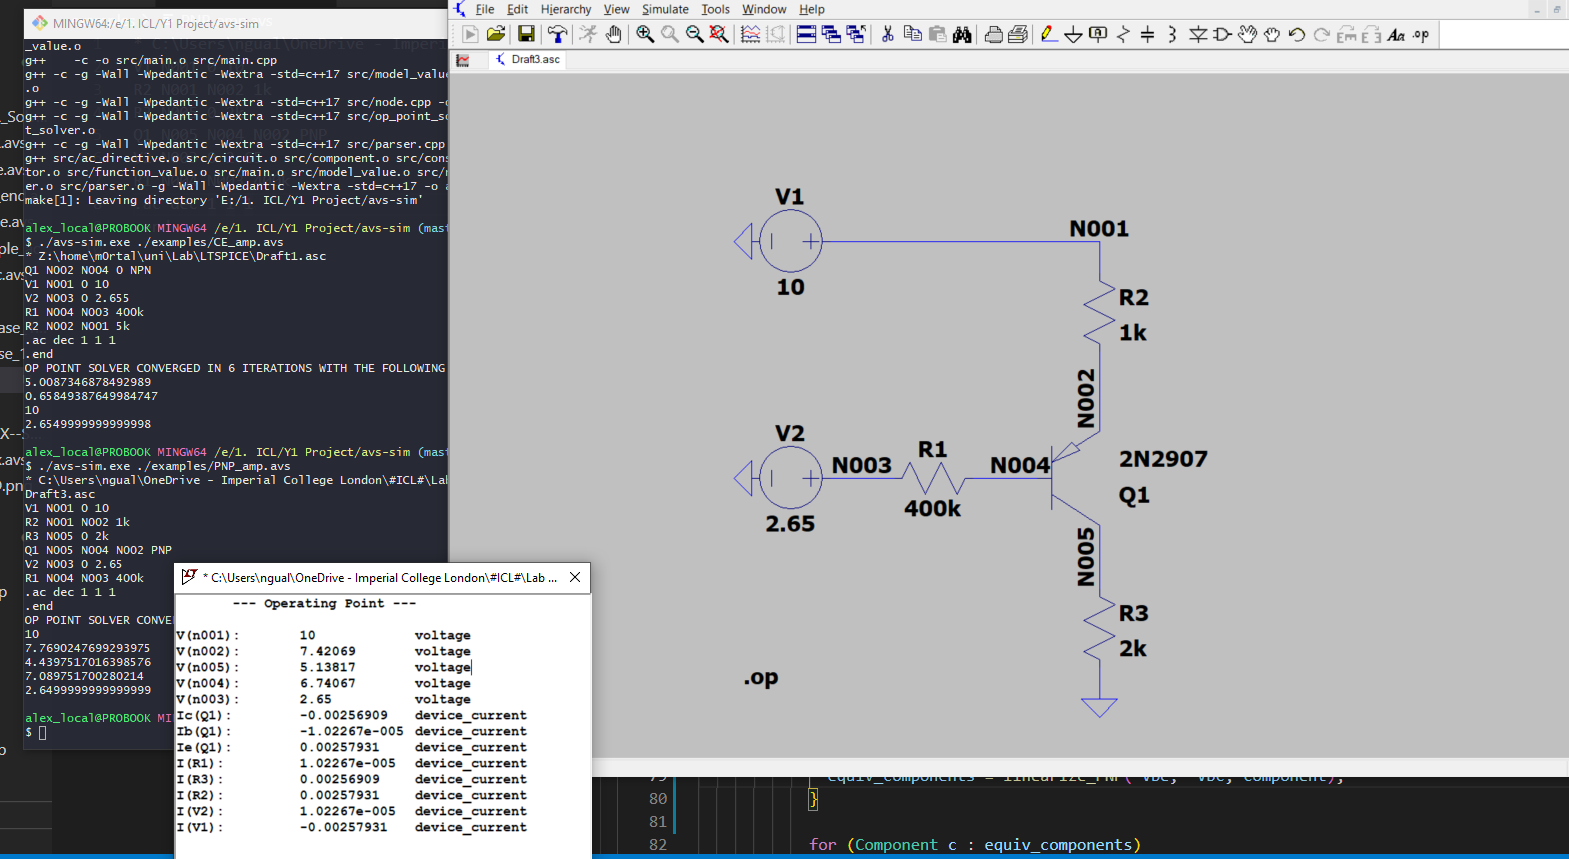 MINGW64:/e/1. ICL/Y1 Project/avs-sim
_value.o
g++    -c -o src/main.o src/main.cpp
g++ -c -g -Wall -Wpedantic -Wextra -std=c++17 src/model_valu
.o
g++ -c -g -Wall -Wpedantic -Wextra -std=c++17 src/node.cpp -o
g++ -c -g -Wall -Wpedantic -Wextra -std=c++17 src/op_point_so
t_solver.o
g++ -c -g -Wall -Wpedantic -Wextra -std=c++17 src/parser.cpp
g++ src/ac_directive.o src/circuit.o src/component.o src/cons
tor.o src/function_value.o src/main.o src/model_value.o src/n
er.o src/parser.o -g -Wall -Wpedantic -Wextra -std=c++17 -o a
make[1]: Leaving directory 'E:/1. ICL/Y1 Project/avs-sim'
alex_local@PROBOOK MINGW64 /e/1. ICL/Y1 Project/avs-sim (mast
$ ./avs-sim.exe ./examples/CE_amp.avs
* Z:\home\m0rtal\uni\Lab\LTSPICE\Draft1.asc
Q1 N002 N004 0 NPN
V1 N001 0 10
V2 N003 0 2.655
R1 N004 N003 400k
R2 N002 N001 5k
.ac dec 1 1 1
.end
OP POINT SOLVER CONVERGED IN 6 ITERATIONS WITH THE FOLLOWING
5.0087346878492989
0.65849387649984747
10
2.6549999999999998
alex_local@PROBOOK MINGW64 /e/1. ICL/Y1 Project/avs-sim (mast
$ ./avs-sim.exe ./examples/PNP_amp.avs
* C:\Users\ngual\OneDrive - Imperial College London\#ICL#\Lab
Draft3.asc
V1 N001 0 10
R2 N001 N002 1k
R3 N005 0 2k
Q1 N005 N004 N002 PNP
V2 N003 0 2.65
R1 N004 N003 400k
.ac dec 1 1 1
.end
OP POINT SOLVER CONVE
10
7.7690247699293975
4.4397517016398576
7.089751700280214
2.6499999999999999
alex_local@PROBOOK MI
$
File Edit Hierarchy View Simulate Tools Window Help
Aa .op
Draft3.asc
V1
10
N001
R2
1k
N002
V2
2.65
N003
R1
400k
N004
2N2907
Q1
N005
R3
2k
.op
* C:\Users\ngual\OneDrive - Imperial College London\#ICL#\Lab ...
--- Operating Point ---
V(n001): 10 voltage
V(n002): 7.42069 voltage
V(n005): 5.13817 voltage
V(n004): 6.74067 voltage
V(n003): 2.65 voltage
Ic(Q1): -0.00256909 device_current
Ib(Q1): -1.02267e-005 device_current
Ie(Q1): 0.00257931 device_current
I(R1): 1.02267e-005 device_current
I(R3): 0.00256909 device_current
I(R2): 0.00257931 device_current
I(V2): 1.02267e-005 device_current
I(V1): -0.00257931 device_current
80 }
81
82 for (Component c : equiv_components)